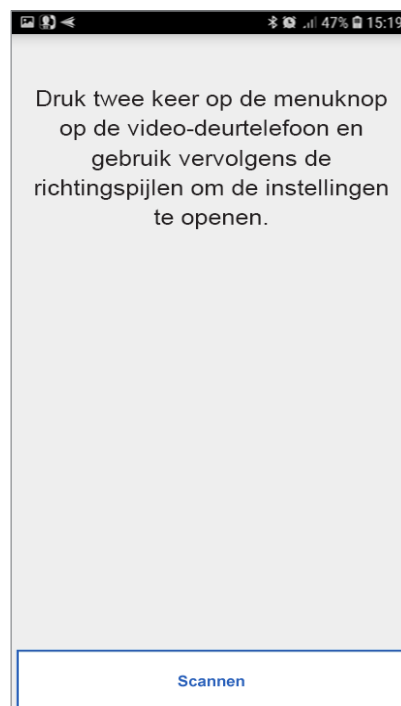 47% 15:19
Druk twee keer op de menuknop
op de video-deurtelefoon en
gebruik vervolgens de
richtingspijlen om de instellingen
te openen.
Scannen